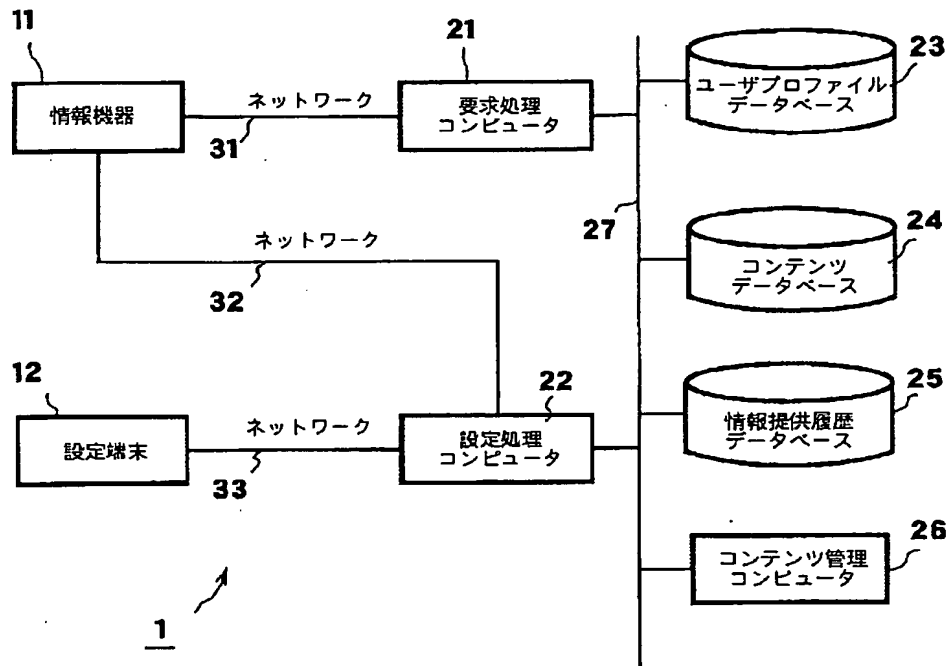 11
情報機器
ネットワーク
31
21
要求処理
コンピュータ
23
ユーザプロファイル
データベース
27
ネットワーク
32
24
コンテンツ
データベース
12
設定端末
ネットワーク
33
22
設定処理
コンピュータ
25
情報提供履歴
データベース
26
コンテンツ管理
コンピュータ
1